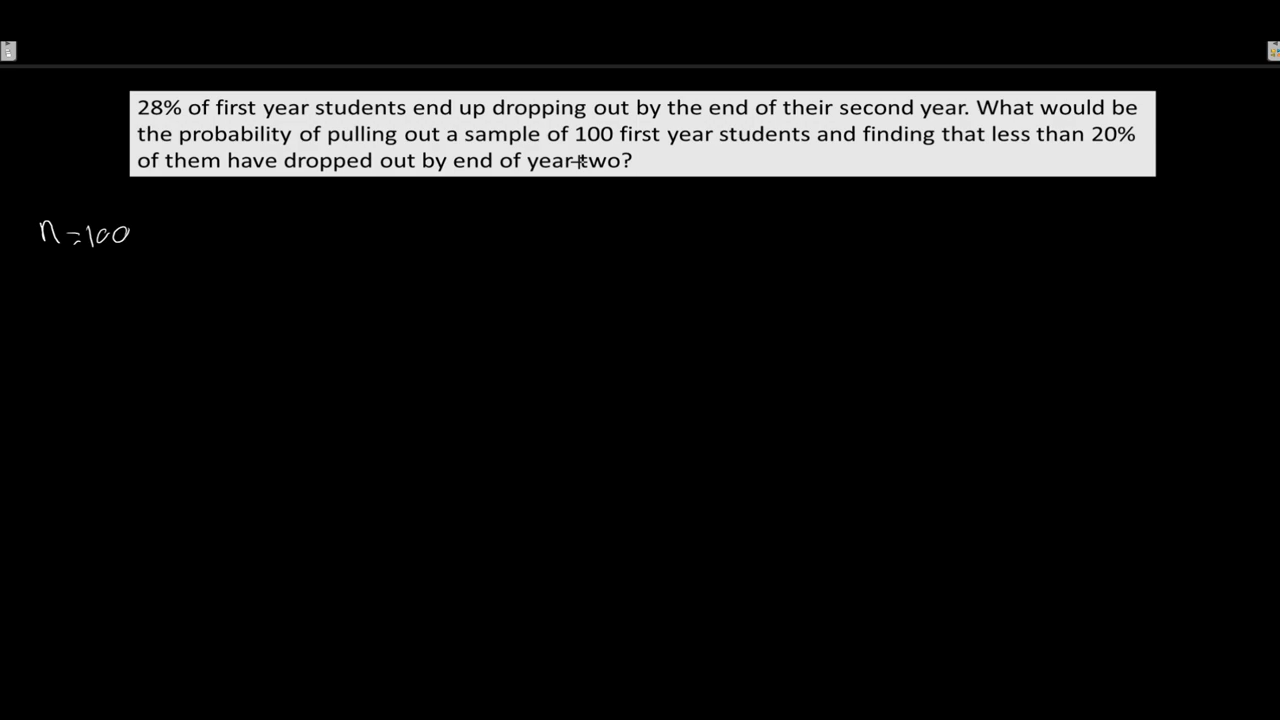 28% of first year students end up dropping out by the end of their second year. What would be
the probability of pulling out a sample of 100 first year students and finding that less than 20%
of them have dropped out by end of year two?
n = 100